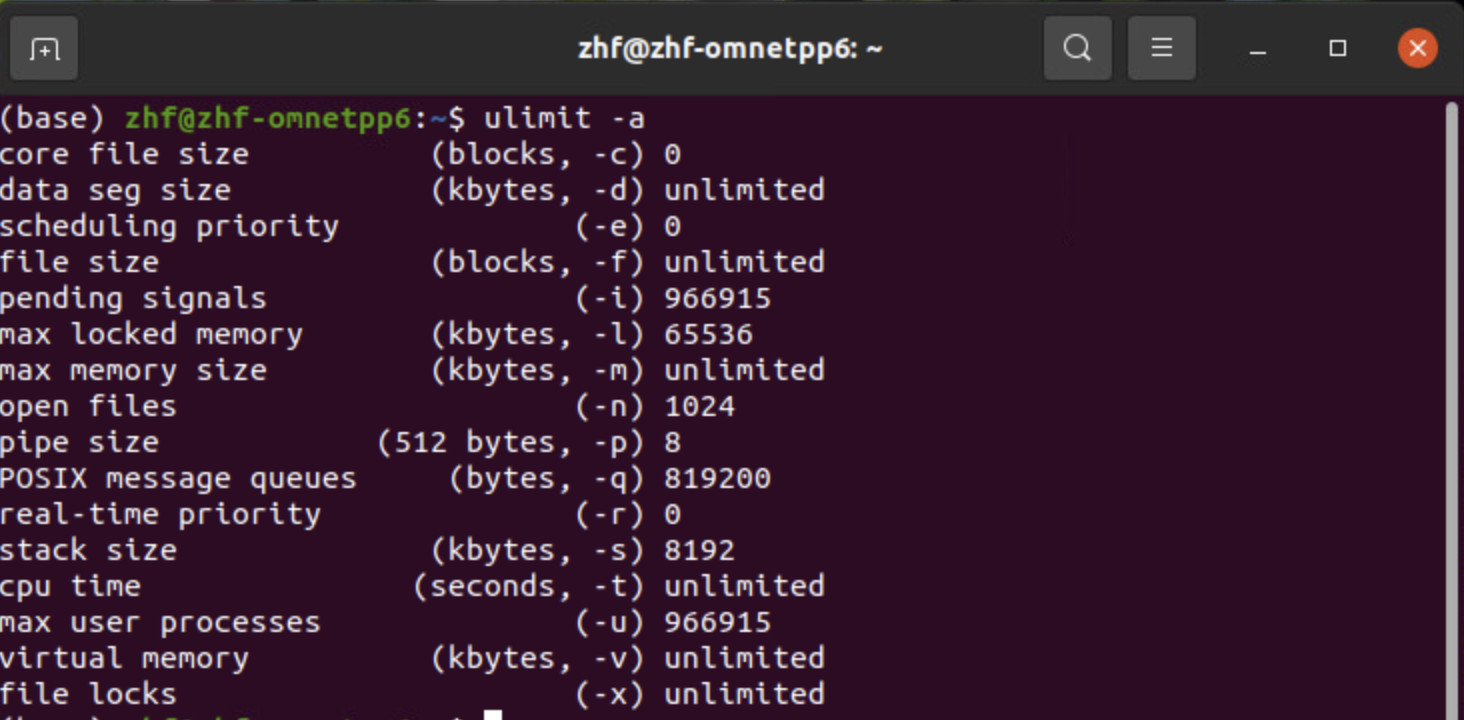 zhf@zhf-omnetpp6: ~
(base) zhf@zhf-omnetpp6:~$ ulimit -a
core file size          (blocks, -c) 0
data seg size           (kbytes, -d) unlimited
scheduling priority             (-e) 0
file size               (blocks, -f) unlimited
pending signals                 (-i) 966915
max locked memory       (kbytes, -l) 65536
max memory size         (kbytes, -m) unlimited
open files                      (-n) 1024
pipe size            (512 bytes, -p) 8
POSIX message queues     (bytes, -q) 819200
real-time priority              (-r) 0
stack size              (kbytes, -s) 8192
cpu time               (seconds, -t) unlimited
max user processes              (-u) 966915
virtual memory          (kbytes, -v) unlimited
file locks                      (-x) unlimited